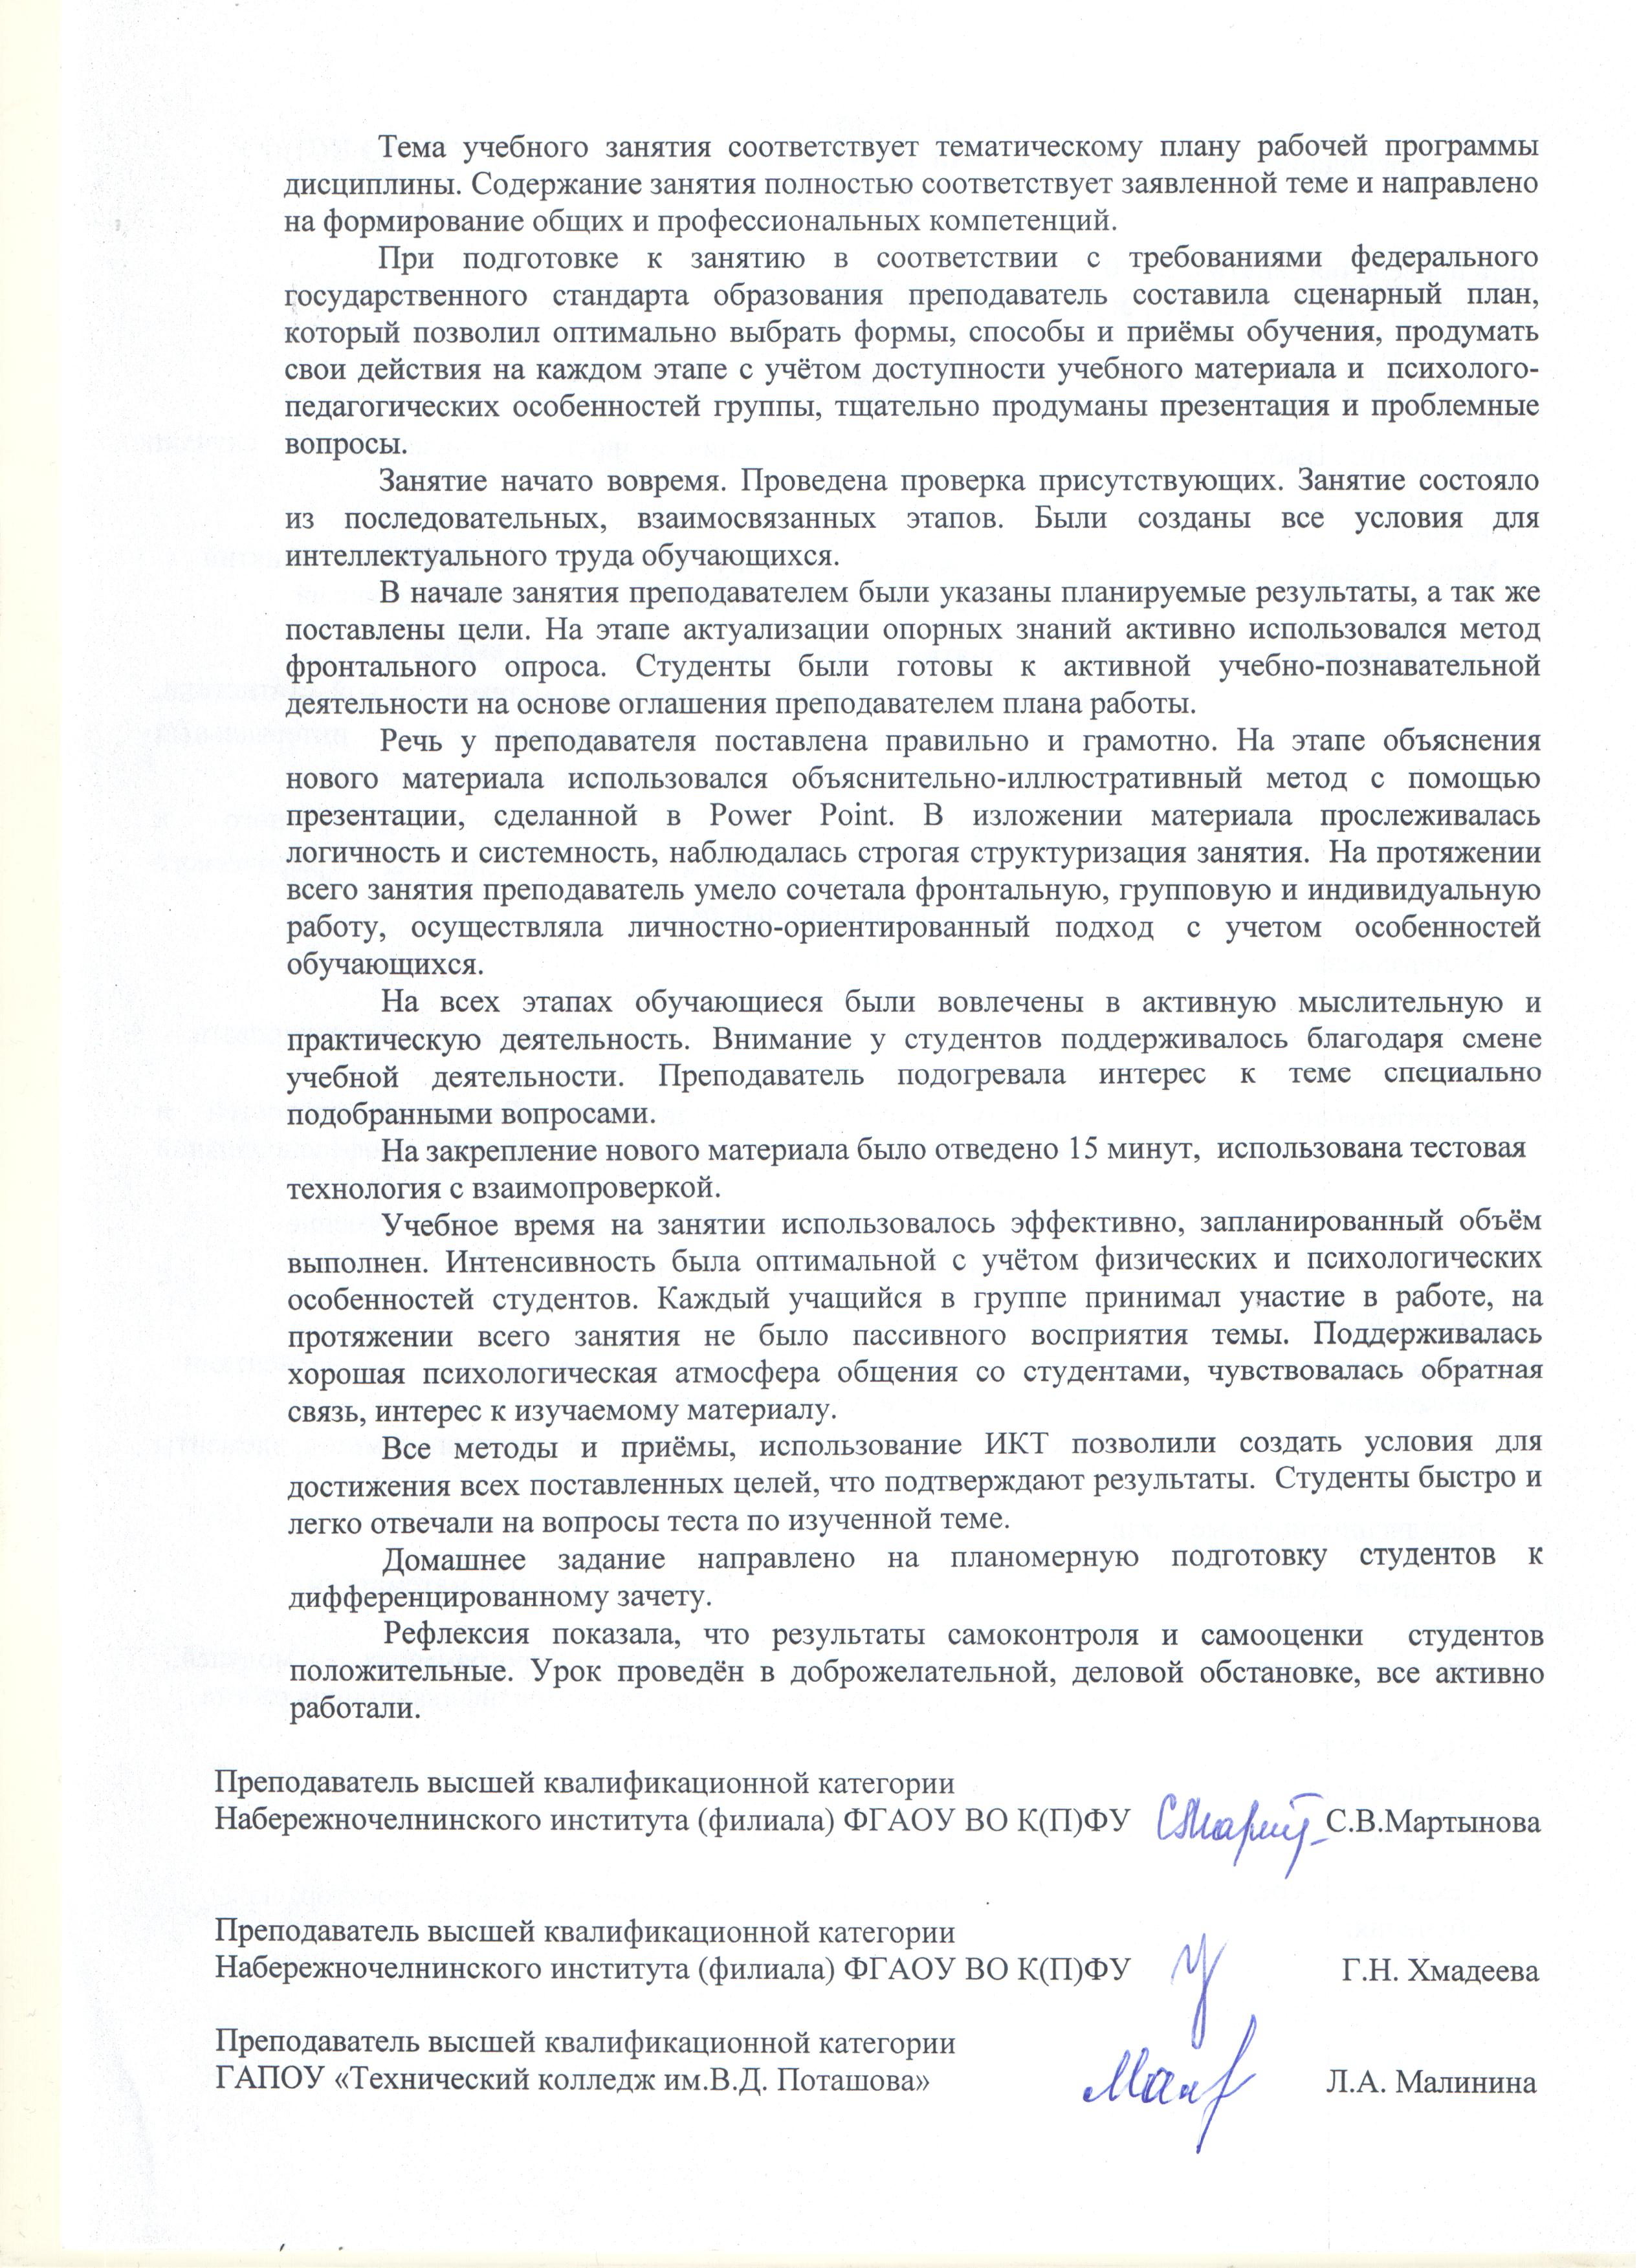 Тема учебного занятия соответствует тематическому плану рабочей программы
дисциплины. Содержание занятия полностью соответствует заявленной теме и направлено
на формирование общих и профессиональных компетенций.
При подготовке к занятию в соответствии с требованиями федерального
государственного стандарта образования преподаватель составила сценарный план,
который позволил оптимально выбрать формы, способы и приёмы обучения, продумать
свои действия на каждом этапе с учётом доступности учебного материала и психолого-
педагогических особенностей группы, тщательно продуманы презентация и проблемные
вопросы.
Занятие начато вовремя. Проведена проверка присутствующих. Занятие состояло
из последовательных, взаимосвязанных этапов. Были созданы все условия для
интеллектуального труда обучающихся.
В начале занятия преподавателем были указаны планируемые результаты, а так же
поставлены цели. На этапе актуализации опорных знаний активно использовался метод
фронтального опроса. Студенты были готовы к активной учебно-познавательной
деятельности на основе оглашения преподавателем плана работы.
Речь у преподавателя поставлена правильно и грамотно. На этапе объяснения
нового материала использовался объяснительно-иллюстративный метод с помощью
презентации, сделанной в Power Point. В изложении материала прослеживалась
логичность и системность, наблюдалась строгая структуризация занятия. На протяжении
всего занятия преподаватель умело сочетала фронтальную, групповую и индивидуальную
работу, осуществляла личностно-ориентированный подход с учетом особенностей
обучающихся.
На всех этапах обучающиеся были вовлечены в активную мыслительную и
практическую деятельность. Внимание у студентов поддерживалось благодаря смене
учебной деятельности. Преподаватель подогревала интерес к теме специально
подобранными вопросами.
На закрепление нового материала было отведено 15 минут, использована тестовая
технология с взаимопроверкой.
Учебное время на занятии использовалось эффективно, запланированный объём
выполнен. Интенсивность была оптимальной с учётом физических и психологических
особенностей студентов. Каждый учащийся в группе принимал участие в работе, на
протяжении всего занятия не было пассивного восприятия темы. Поддерживалась
хорошая психологическая атмосфера общения со студентами, чувствовалась обратная
связь, интерес к изучаемому материалу.
Все методы и приёмы, использование ИКТ позволили создать условия для
достижения всех поставленных целей, что подтверждают результаты. Студенты быстро и
легко отвечали на вопросы теста по изученной теме.
Домашнее задание направлено на планомерную подготовку студентов к
дифференцированному зачету.
Рефлексия показала, что результаты самоконтроля и самооценки студентов
положительные. Урок проведён в доброжелательной, деловой обстановке, все активно
работали.
Преподаватель высшей квалификационной категории
Набережночелнинского института (филиала) ФГАОУ ВО К(П)ФУ С.В.Мартынова
Преподаватель высшей квалификационной категории
Набережночелнинского института (филиала) ФГАОУ ВО К(П)ФУ Г.Н. Хмадеева
Преподаватель высшей квалификационной категории
ГАПОУ «Технический колледж им.В.Д. Поташова» Л.А. Малинина